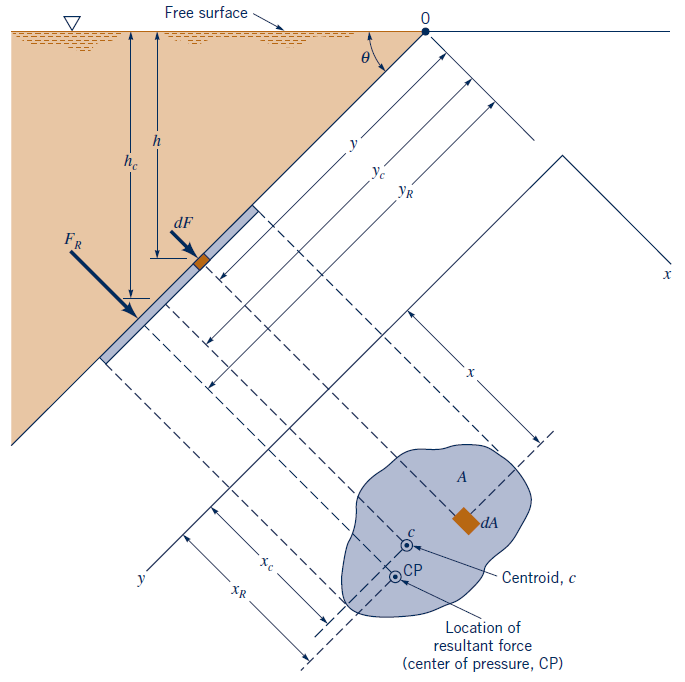 Free surface
0
θ
h
y
h_c
y_c
y_R
dF
F_R
x
x
A
dA
c
CP
x_c
Centroid, c
y
x_R
Location of
resultant force
(center of pressure, CP)